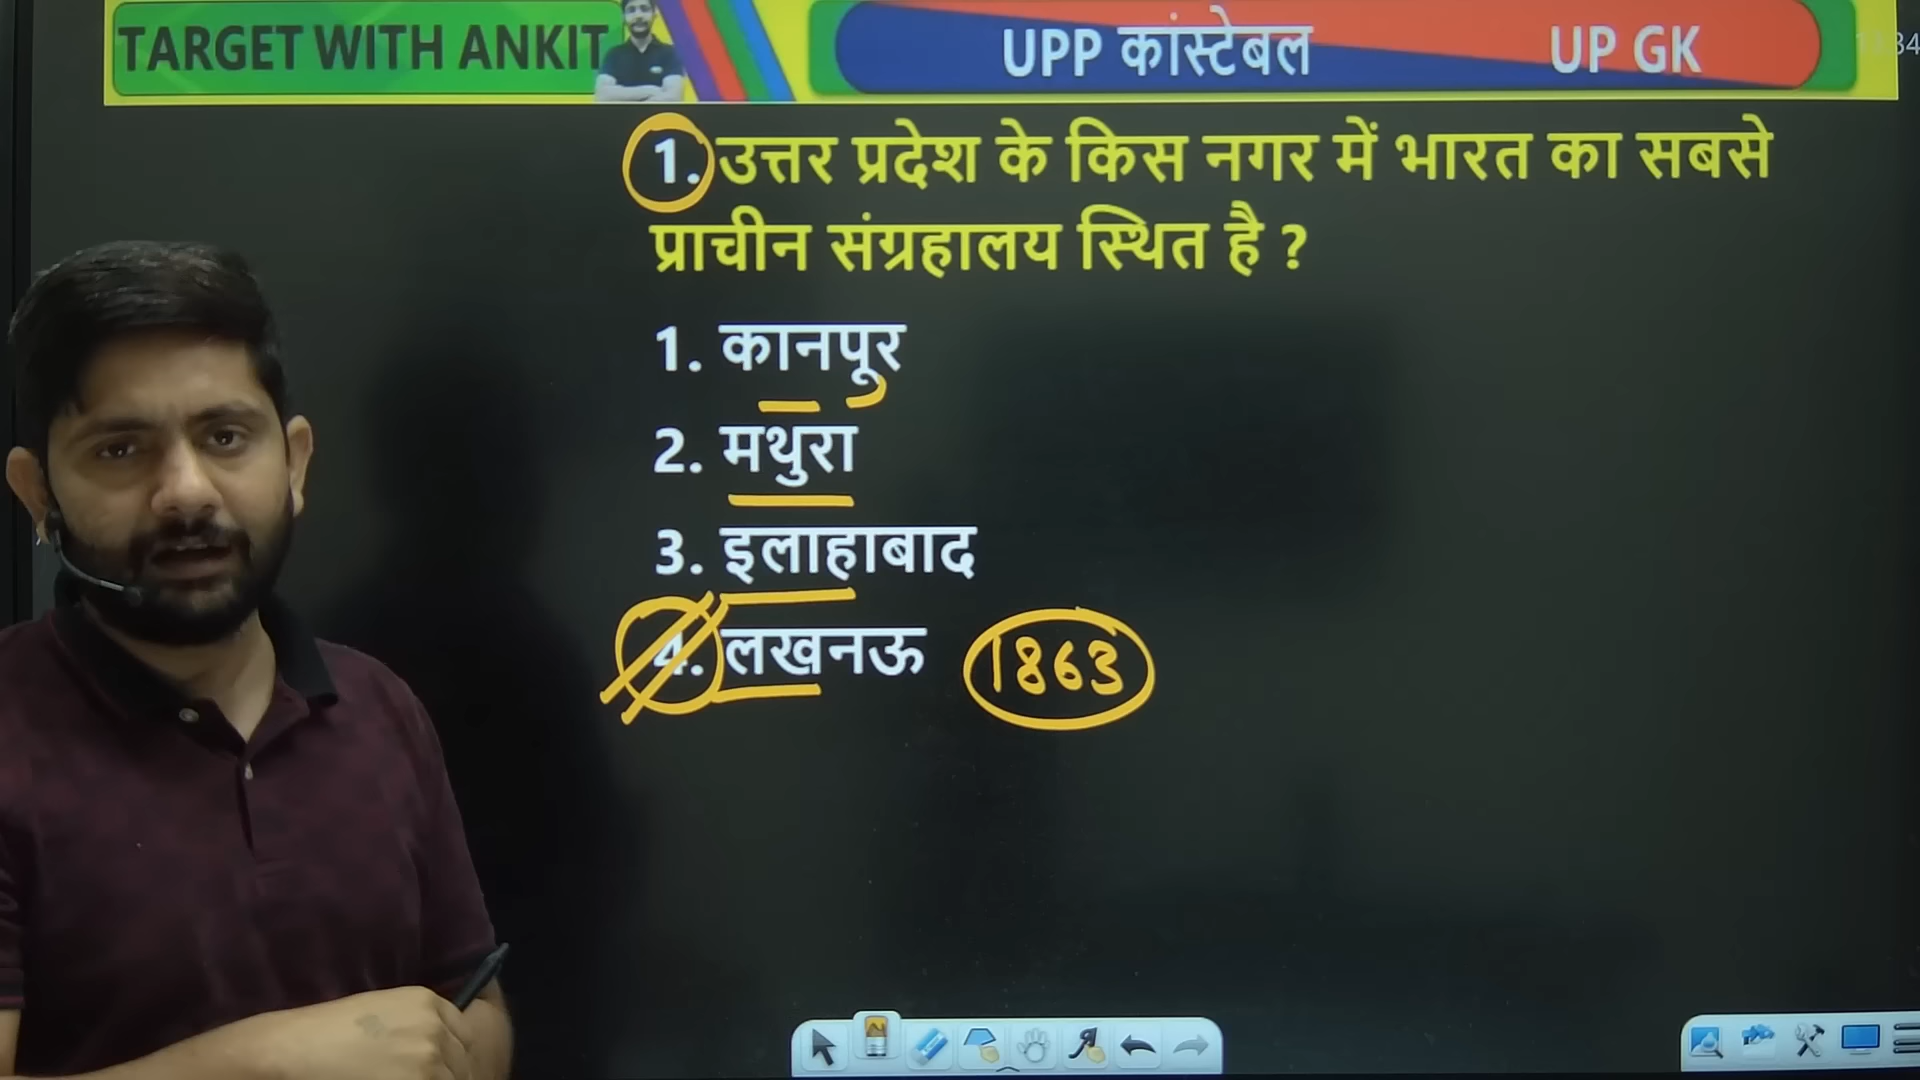 TARGET WITH ANKIT
UPP कांस्टेबल UP GK
1. उत्तर प्रदेश के किस नगर में भारत का सबसे
प्राचीन संग्रहालय स्थित है ?
1. कानपूर
2. मथुरा
3. इलाहाबाद
4. लखनऊ 1863